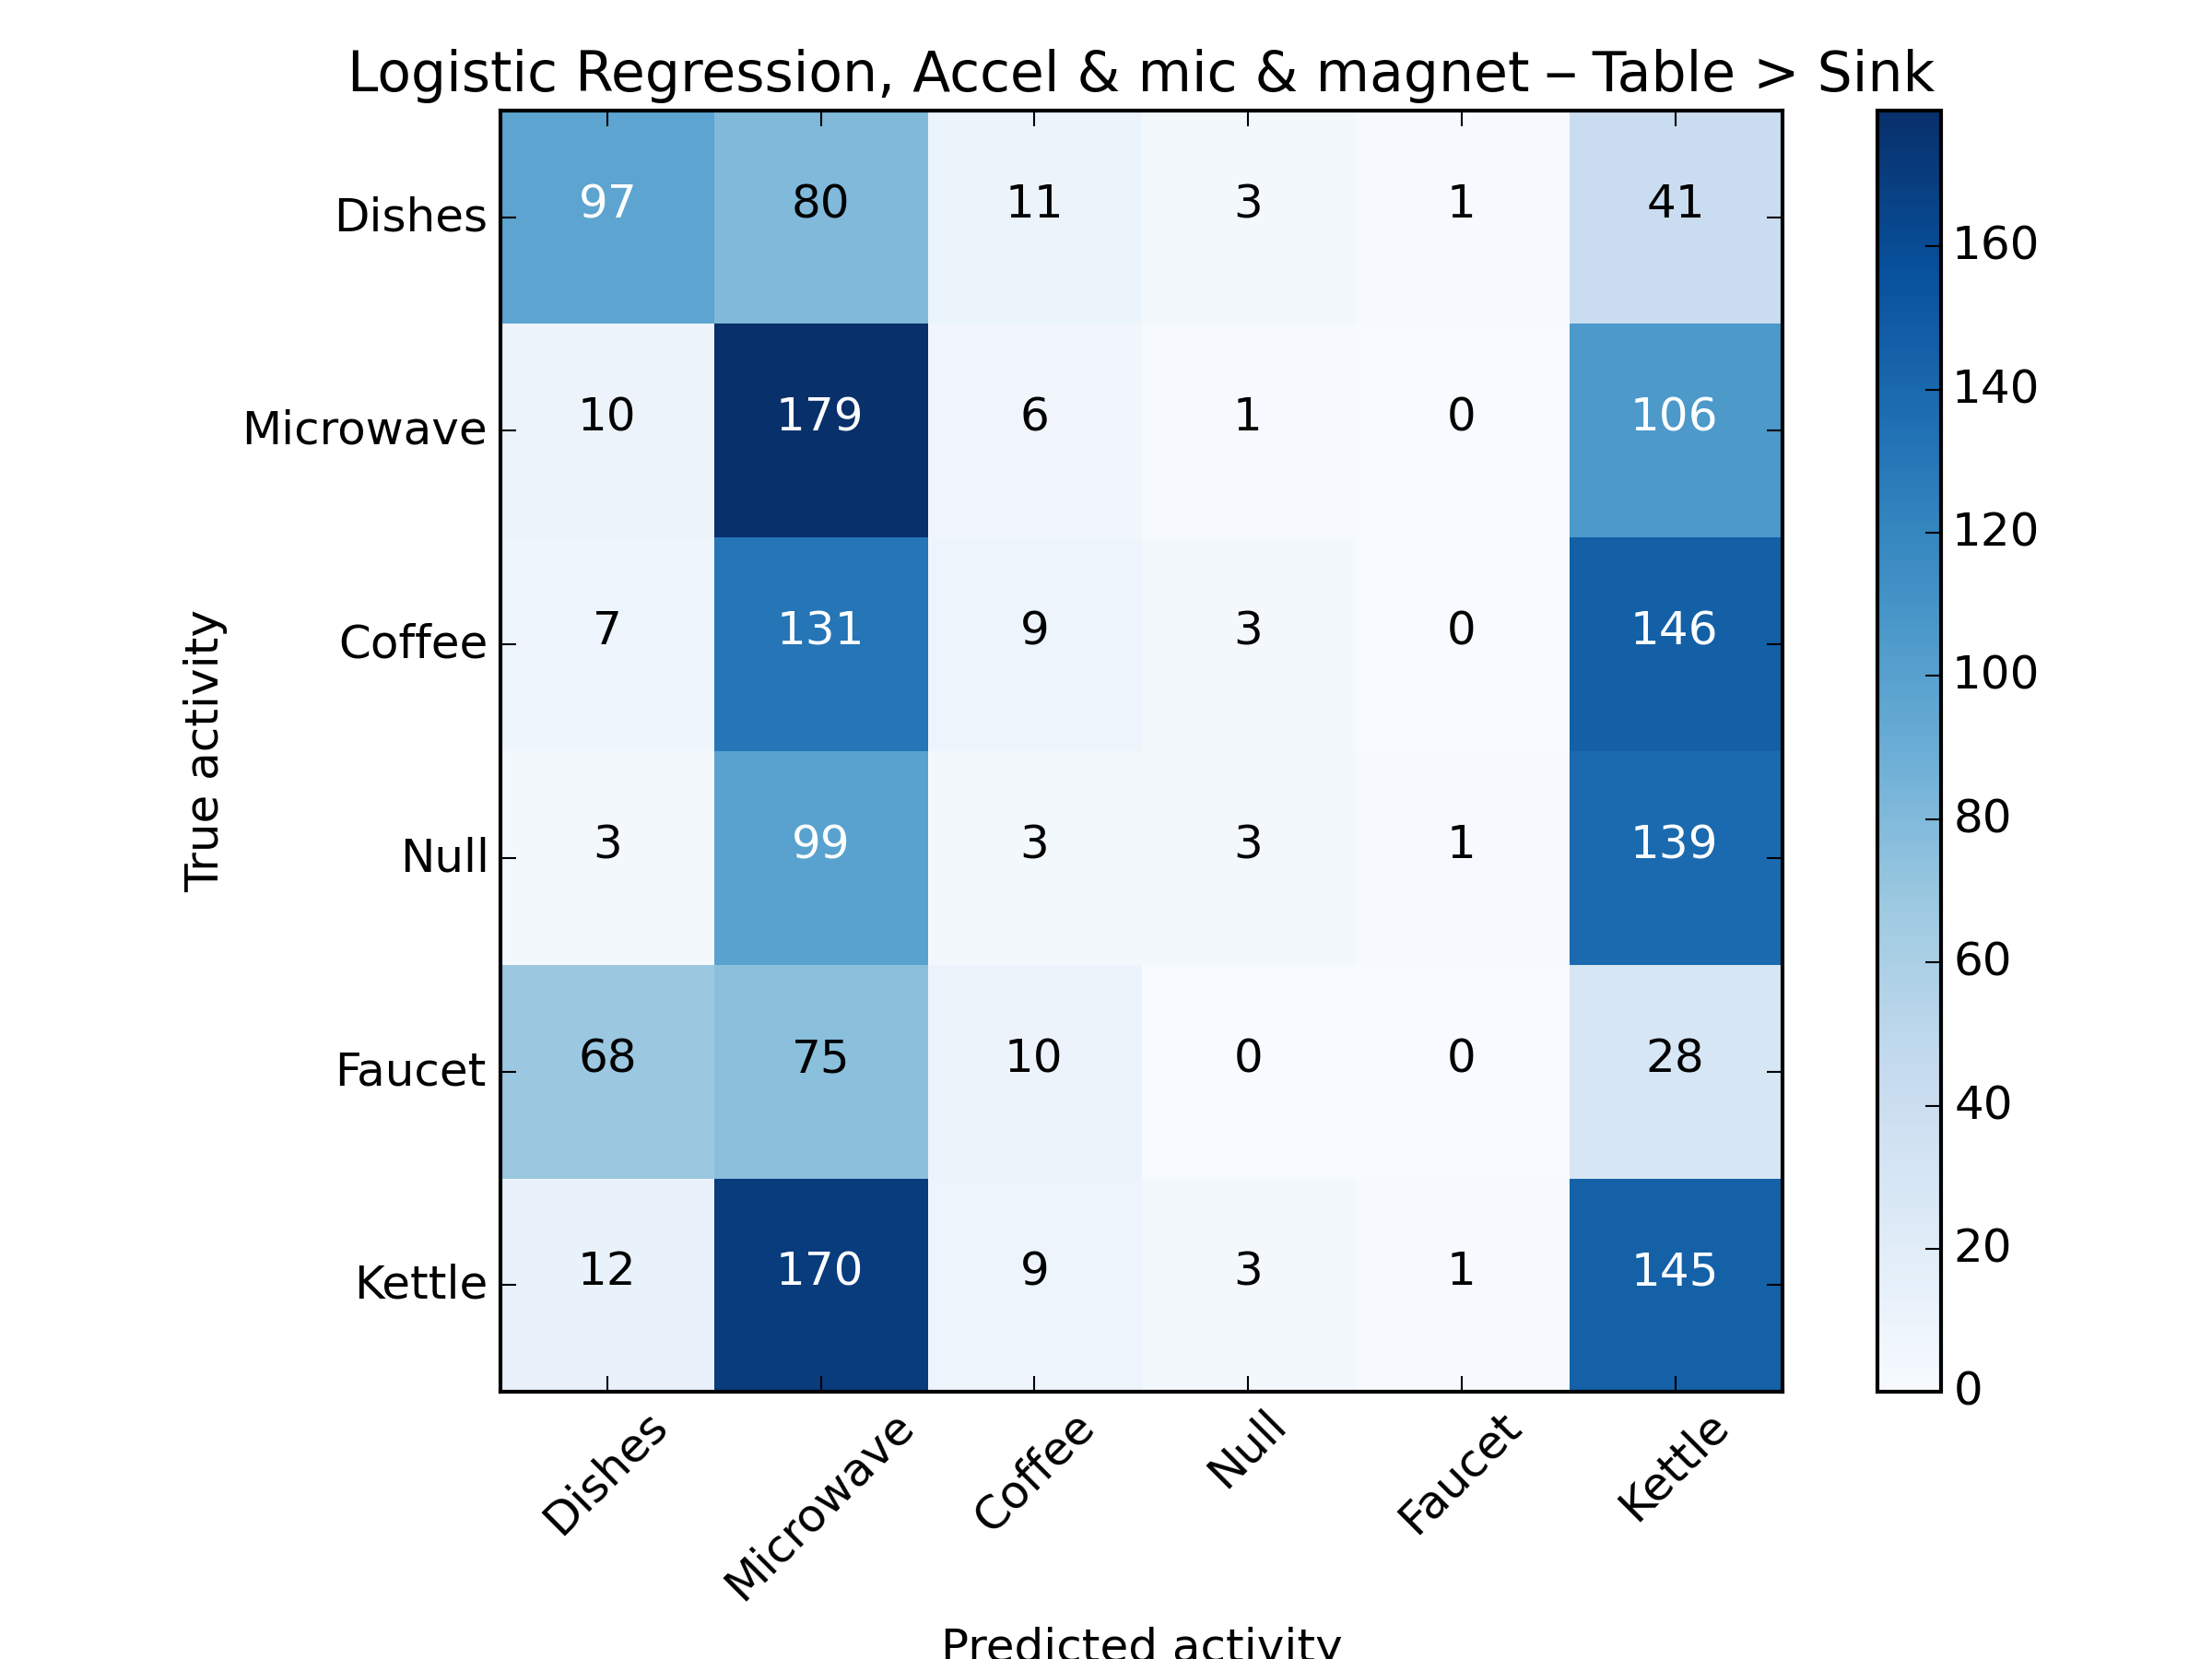 Logistic Regression, Accel & mic & magnet – Table > Sink
Dishes 97 80 11 3 1 41
Microwave 10 179 6 1 0 106
Coffee 7 131 9 3 0 146
Null 3 99 3 3 1 139
Faucet 68 75 10 0 0 28
Kettle 12 170 9 3 1 145
True activity
Dishes Microwave Coffee Null Faucet Kettle
Predicted activity
160
140
120
100
80
60
40
20
0